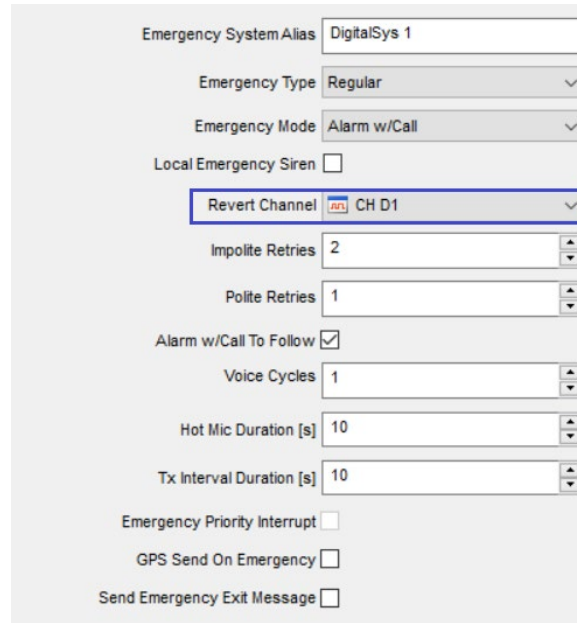 Emergency System Alias DigitalSys 1
Emergency Type Regular
Emergency Mode Alarm w/Call
Local Emergency Siren
Revert Channel CH D1
Impolite Retries 2
Polite Retries 1
Alarm w/Call To Follow
Voice Cycles 1
Hot Mic Duration [s] 10
Tx Interval Duration [s] 10
Emergency Priority Interrupt
GPS Send On Emergency
Send Emergency Exit Message